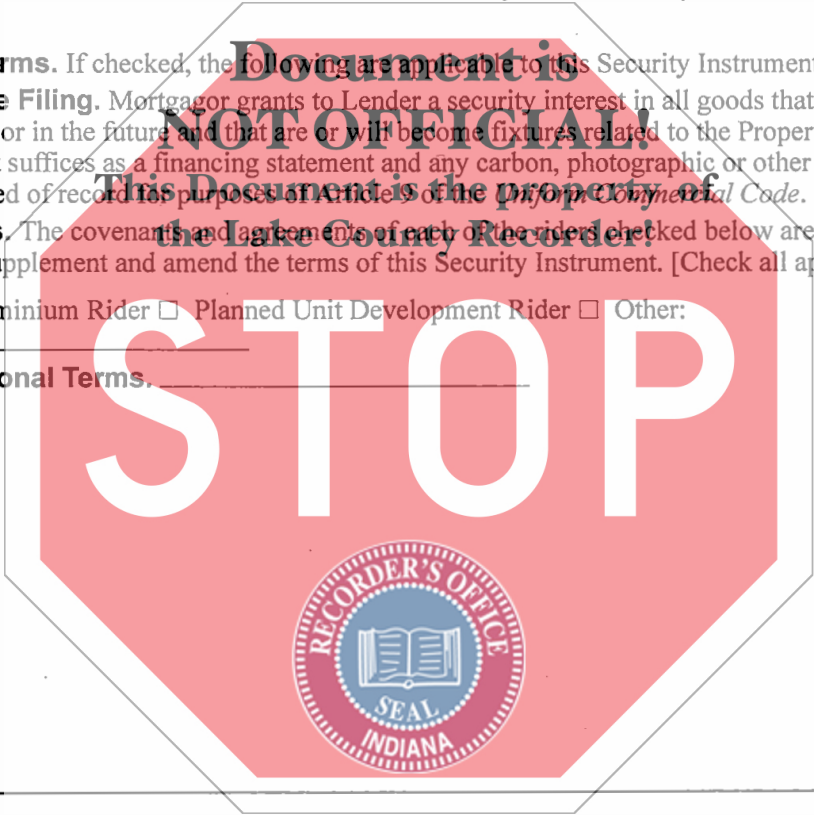 Document is
NOT OFFICIAL!
This Document is the property of
the Lake County Recorder!
rms. If checked, the following are applicable to this Security Instrument
e Filing. Mortgagor grants to Lender a security interest in all goods that
or in the future and that are or will become fixtures related to the Proper
suffices as a financing statement and any carbon, photographic or other
ed of record for purposes of Article 9 of the Uniform Commercial Code.
s. The covenants and agreements of each of the riders checked below are
pplement and amend the terms of this Security Instrument. [Check all ap
minium Rider ☐ Planned Unit Development Rider ☐ Other:
onal Terms.
STOP
RECORDER'S OFFICE
SEAL
INDIANA